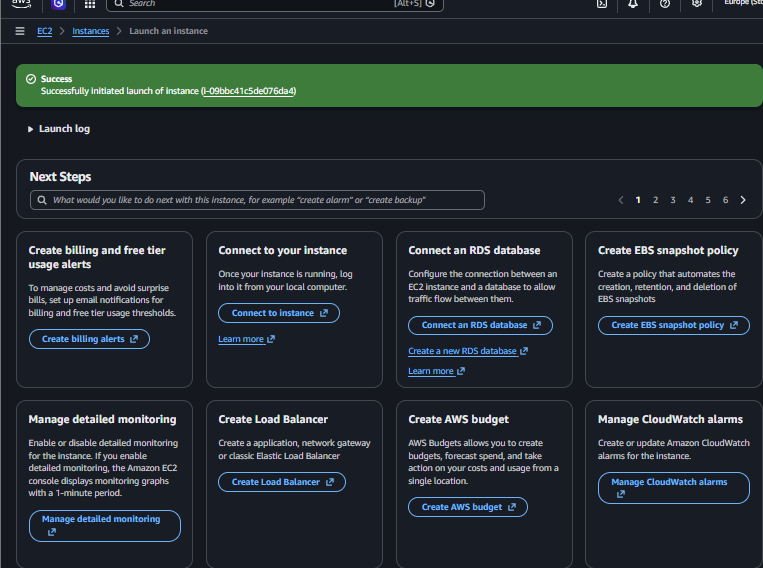 aws
Search
[Alt+S]
EC2
Instances
Launch an instance
Success
Successfully initiated launch of instance (i-09bbc41c5de076da4)
Launch log
Next Steps
What would you like to do next with this instance, for example "create alarm" or "create backup"
1 2 3 4 5 6
Create billing and free tier
usage alerts
To manage costs and avoid surprise
bills, set up email notifications for
billing and free tier usage thresholds.
Create billing alerts
Connect to your instance
Once your instance is running, log
into it from your local computer.
Connect to instance
Learn more
Connect an RDS database
Configure the connection between an
EC2 instance and a database to allow
traffic flow between them.
Connect an RDS database
Create a new RDS database
Learn more
Create EBS snapshot policy
Create a policy that automates the
creation, retention, and deletion of
EBS snapshots
Create EBS snapshot policy
Manage detailed monitoring
Enable or disable detailed monitoring
for the instance. If you enable
detailed monitoring, the Amazon EC2
console displays monitoring graphs
with a 1-minute period.
Manage detailed monitoring
Create Load Balancer
Create a application, network gateway
or classic Elastic Load Balancer
Create Load Balancer
Create AWS budget
AWS Budgets allows you to create
budgets, forecast spend, and take
action on your costs and usage from a
single location.
Create AWS budget
Manage CloudWatch alarms
Create or update Amazon CloudWatch
alarms for the instance.
Manage CloudWatch alarms